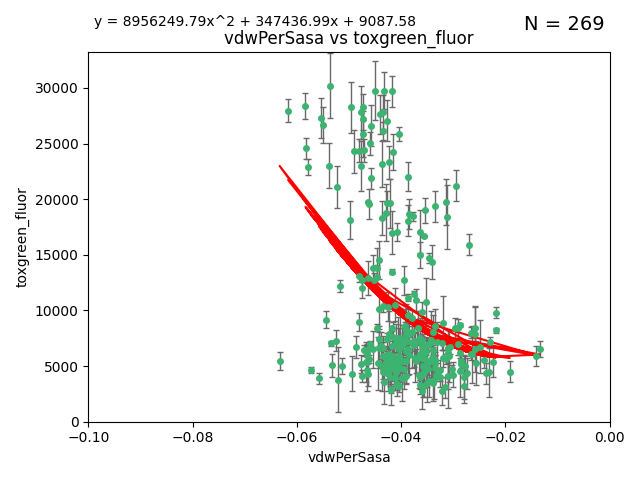 y = 8956249.79x^2 + 347436.99x + 9087.58
N = 269
vdwPerSasa vs toxgreen_fluor
toxgreen_fluor
30000
25000
20000
15000
10000
5000
0
−0.10
−0.08
−0.06
−0.04
−0.02
0.00
vdwPerSasa